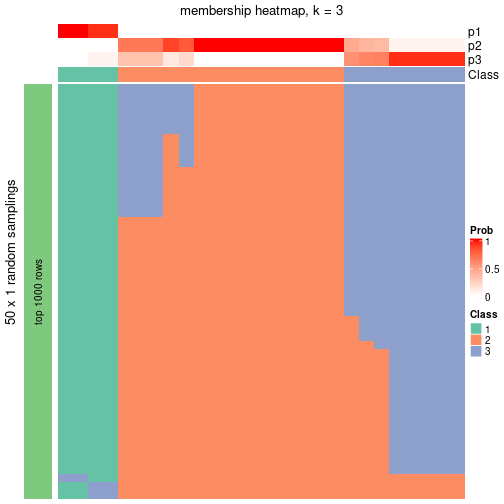 membership heatmap, k = 3
p1
p2
p3
Class
50 x 1 random samplings
top 1000 rows
Prob
1
0.5
0
Class
1
2
3